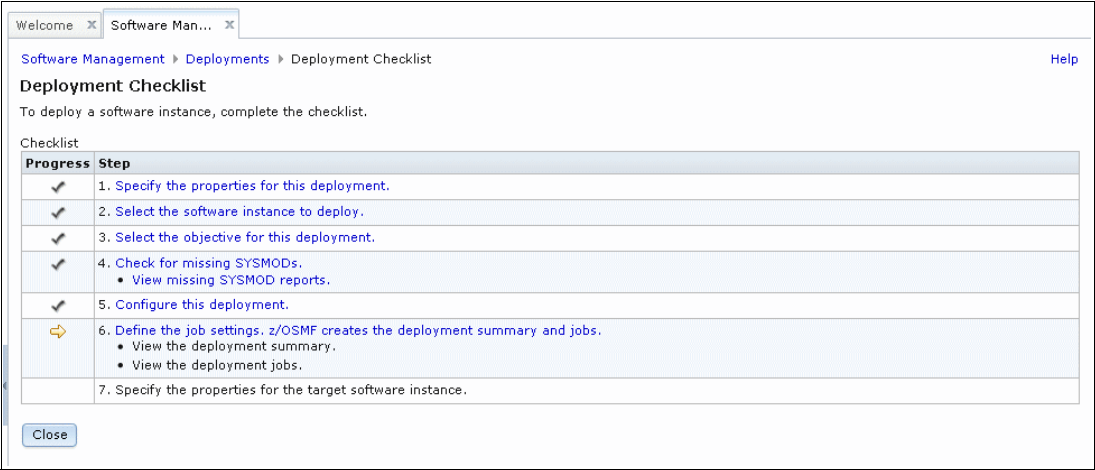 Welcome
Software Man...
Software Management Deployments Deployment Checklist Help
Deployment Checklist
To deploy a software instance, complete the checklist.
Checklist
Progress Step
1. Specify the properties for this deployment.
2. Select the software instance to deploy.
3. Select the objective for this deployment.
4. Check for missing SYSMODs.
• View missing SYSMOD reports.
5. Configure this deployment.
6. Define the job settings. z/OSMF creates the deployment summary and jobs.
• View the deployment summary.
• View the deployment jobs.
7. Specify the properties for the target software instance.
Close